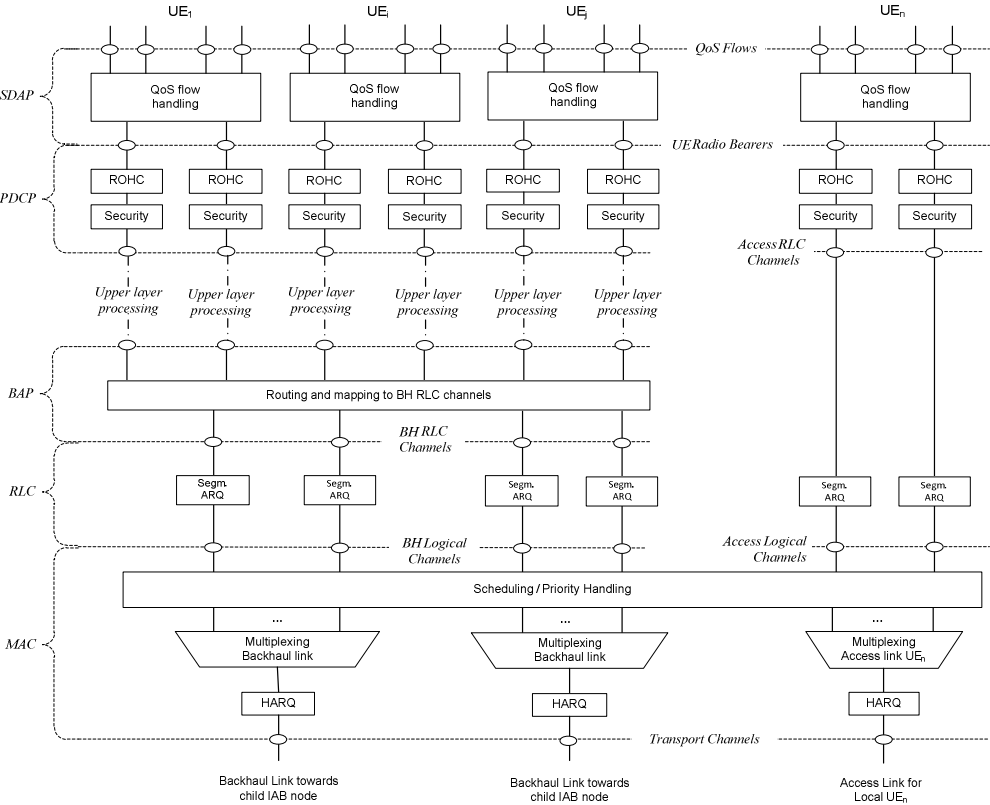 UE1 UEi UEj UEn
QoS Flows
SDAP
QoS flow handling
QoS flow handling
QoS flow handling
QoS flow handling
UE Radio Bearers
PDCP
ROHC ROHC ROHC ROHC ROHC ROHC ROHC ROHC
Security Security Security Security Security Security Security Security
Access RLC
Channels
Upper layer processing
Upper layer processing
Upper layer processing
Upper layer processing
Upper layer processing
Upper layer processing
BAP
Routing and mapping to BH RLC channels
BH RLC
Channels
RLC
Segm. ARQ
Segm. ARQ
Segm. ARQ
Segm. ARQ
Segm. ARQ
Segm. ARQ
BH Logical
Channels
Access Logical
Channels
Scheduling / Priority Handling
MAC
... ... ...
Multiplexing
Backhaul link
Multiplexing
Backhaul link
Multiplexing
Access link UEn
HARQ HARQ HARQ
Transport Channels
Backhaul Link towards
child IAB node
Backhaul Link towards
child IAB node
Access Link for
Local UEn